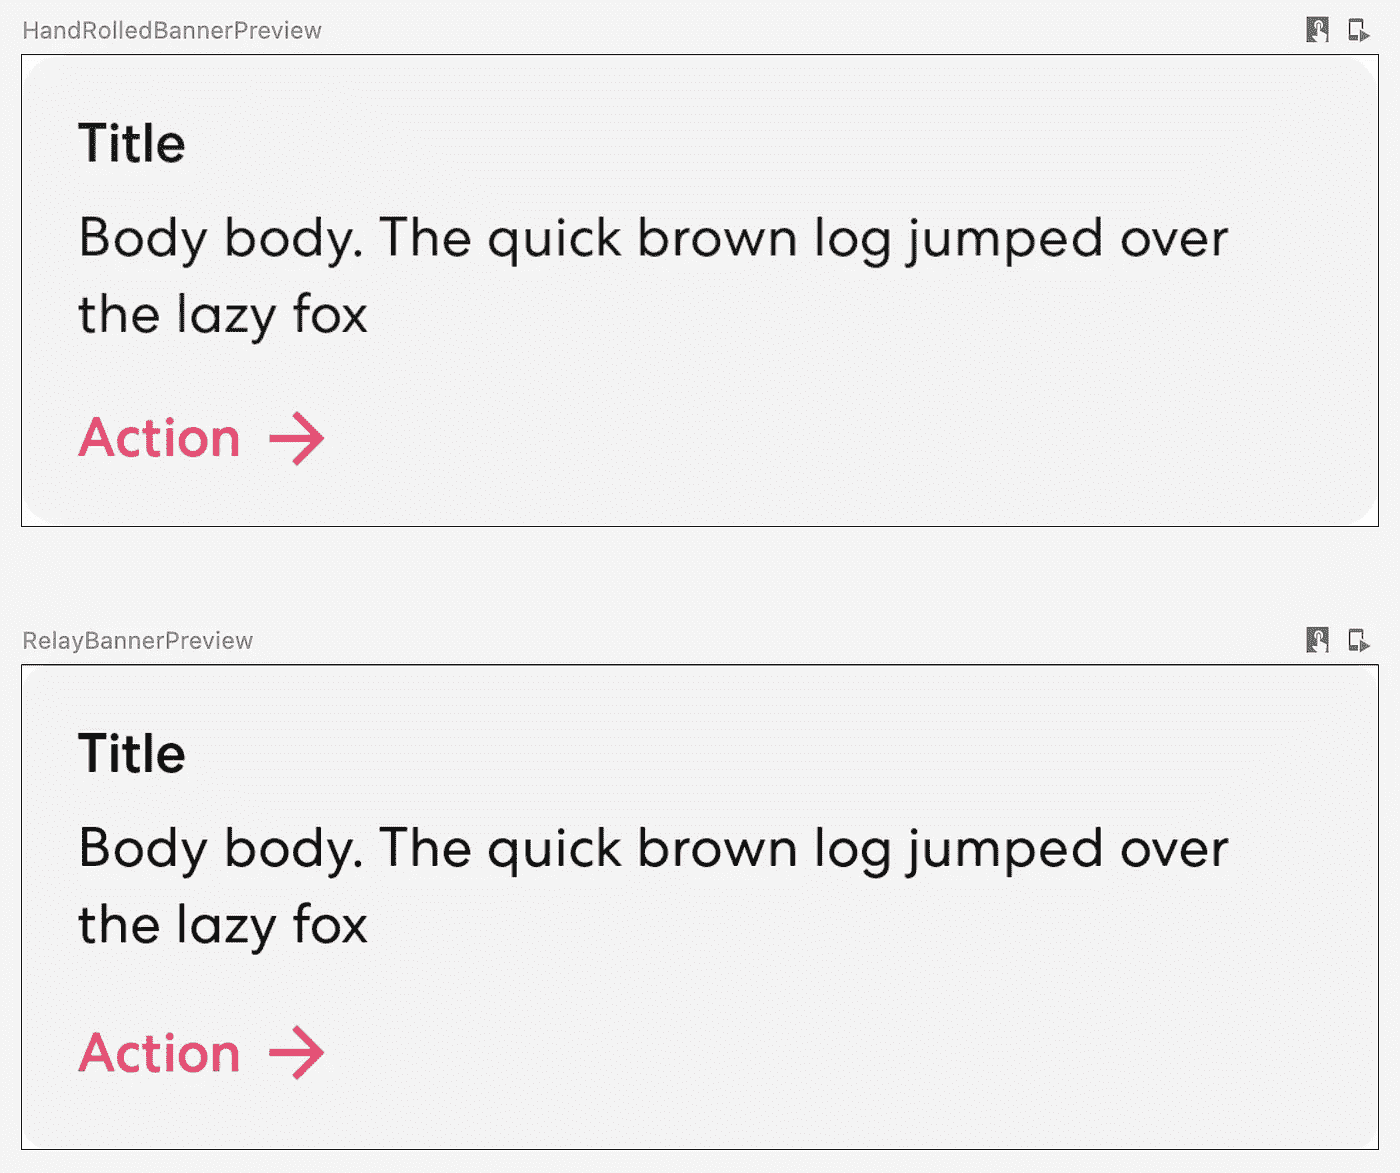 HandRolledBannerPreview
Title
Body body. The quick brown log jumped over
the lazy fox
Action
RelayBannerPreview
Title
Body body. The quick brown log jumped over
the lazy fox
Action